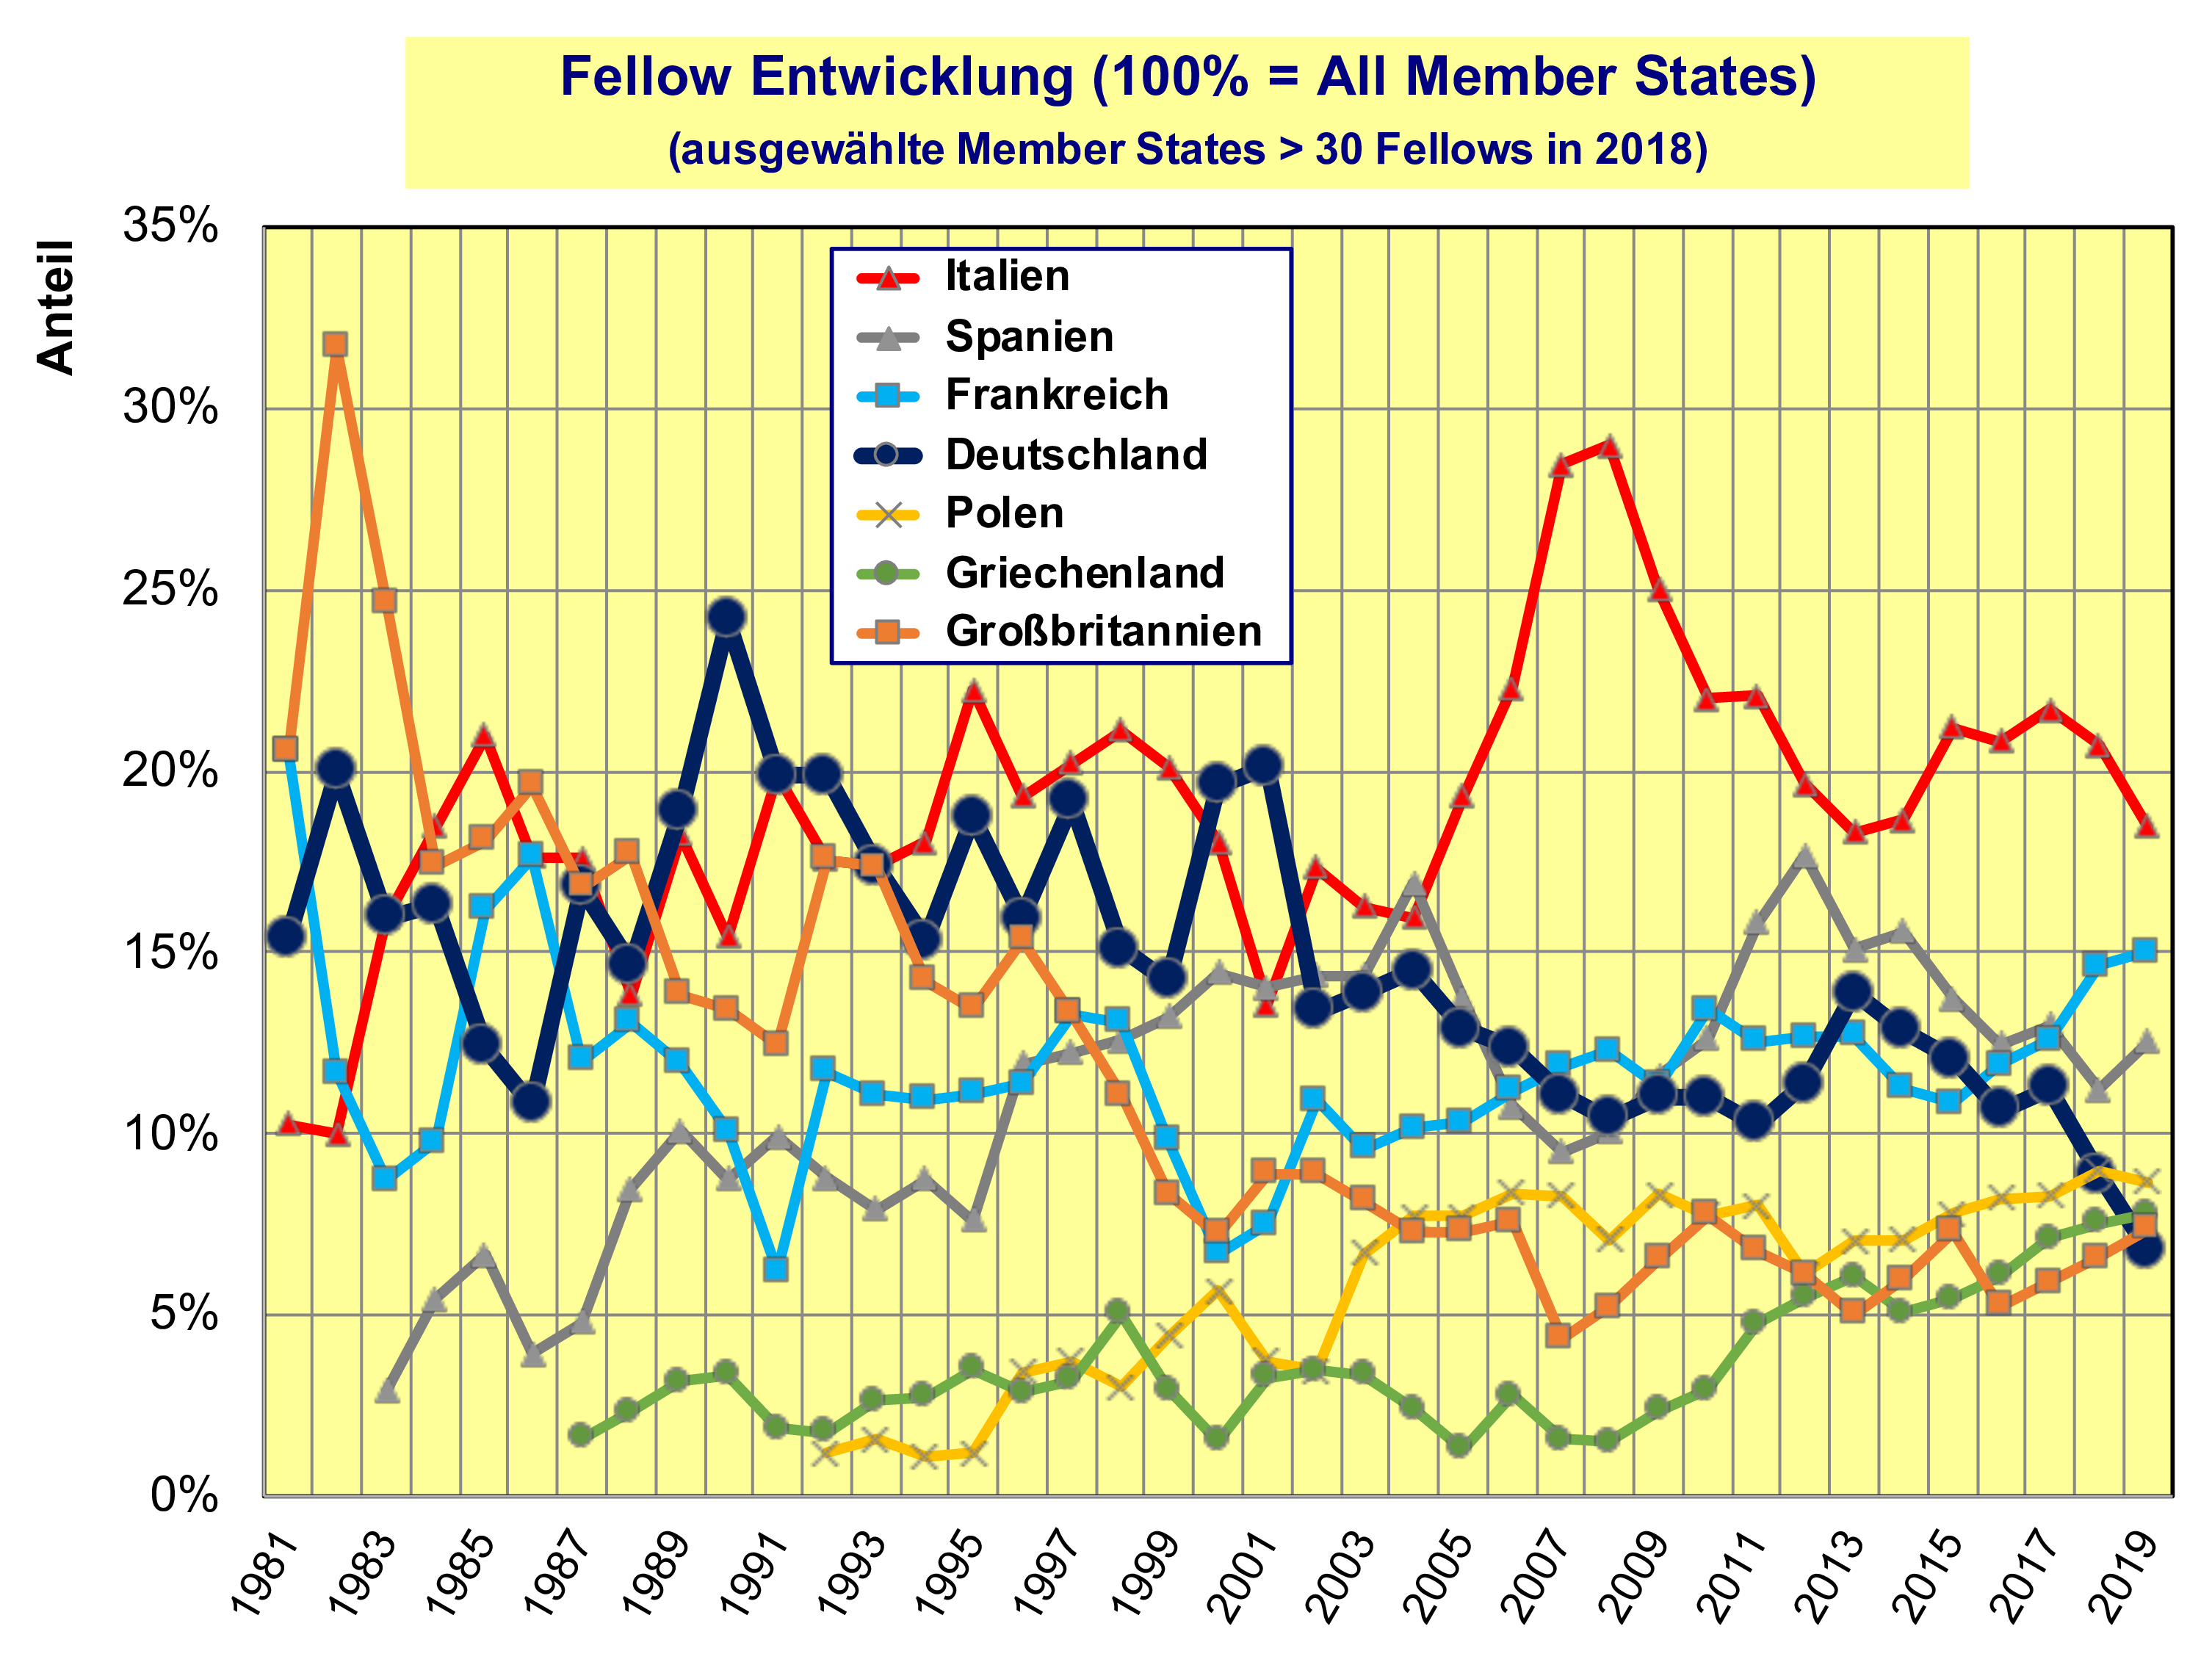 Fellow Entwicklung (100% = All Member States)
(ausgewählte Member States > 30 Fellows in 2018)
Anteil
35%
30%
25%
20%
15%
10%
5%
0%
Italien
Spanien
Frankreich
Deutschland
Polen
Griechenland
Großbritannien
1981
1983
1985
1987
1989
1991
1993
1995
1997
1999
2001
2003
2005
2007
2009
2011
2013
2015
2017
2019